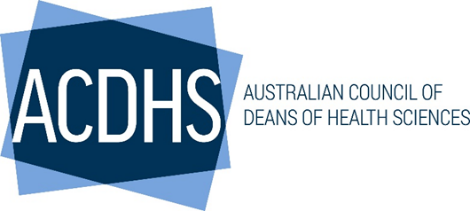 ACDHS
AUSTRALIAN COUNCIL OF
DEANS OF HEALTH SCIENCES